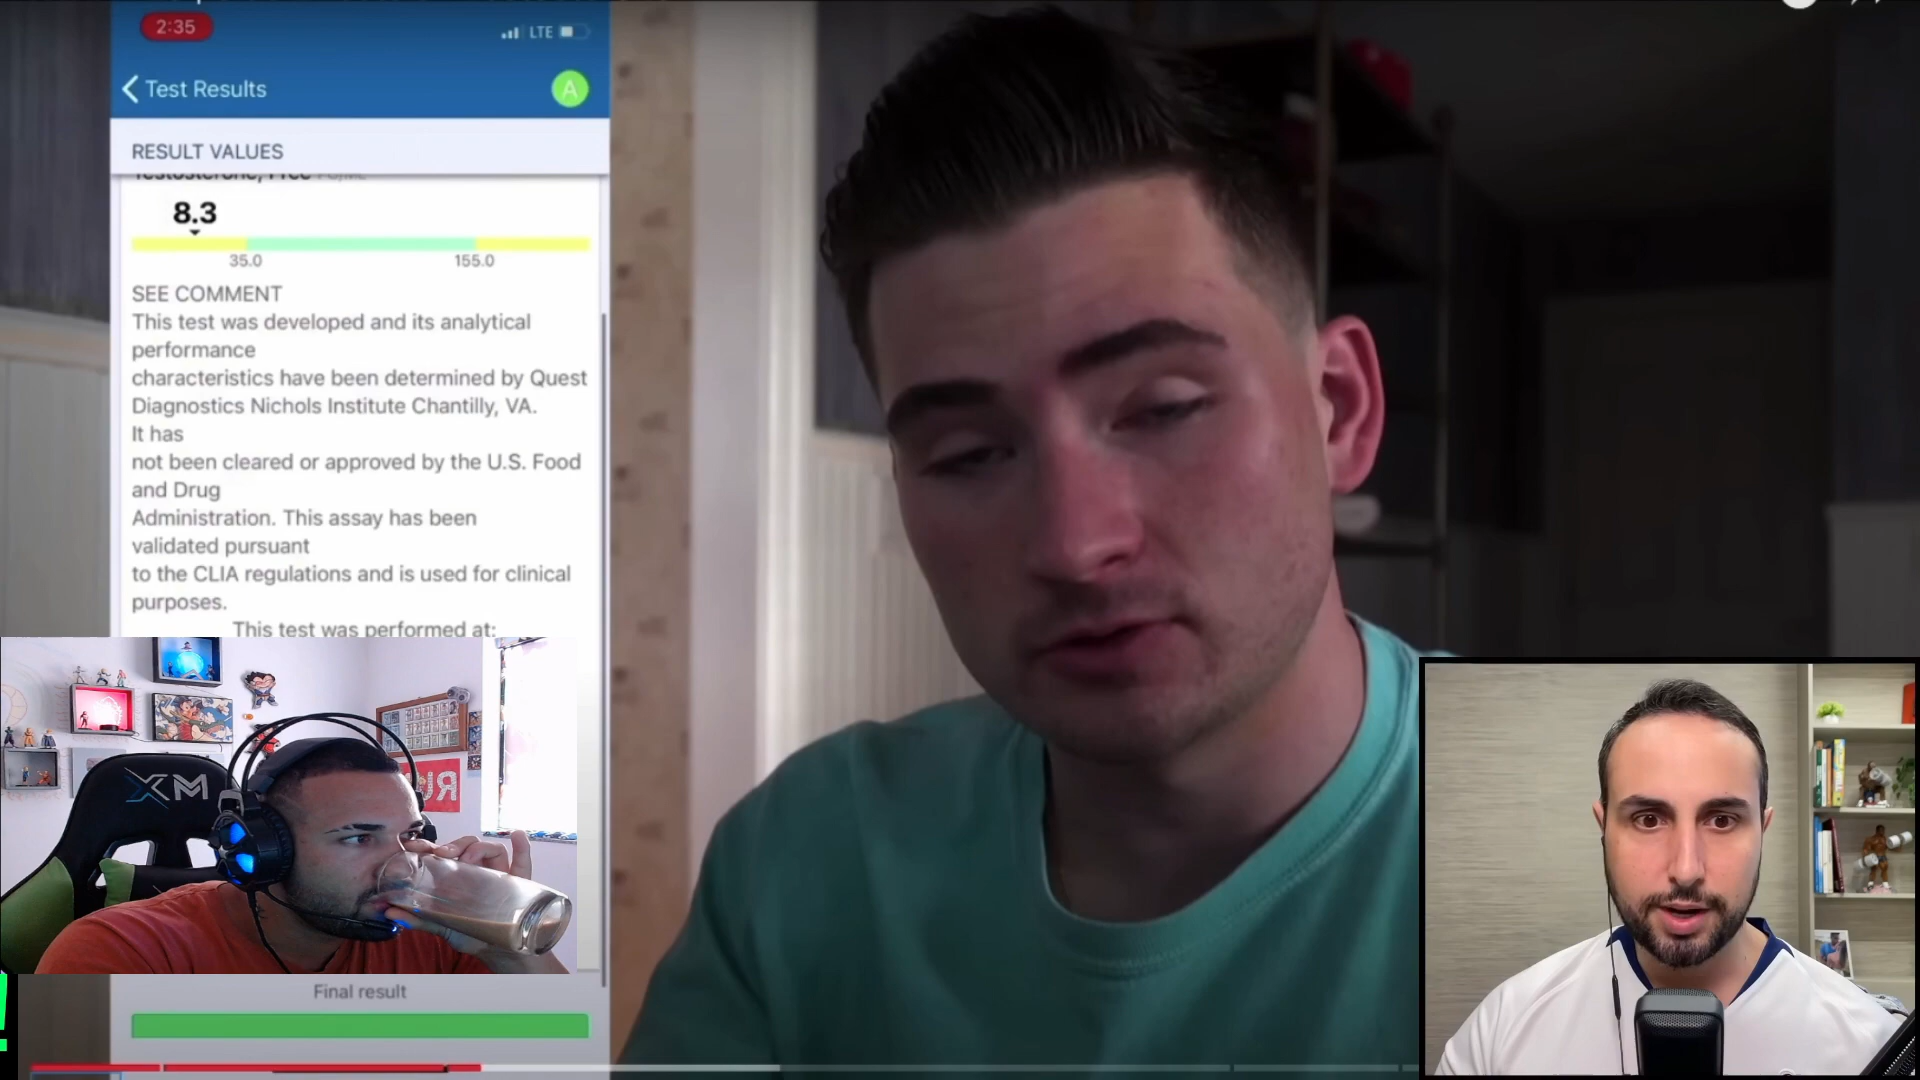 2:35
LTE
Test Results
A
RESULT VALUES
Testosterone, Free
8.3
35.0
155.0
SEE COMMENT
This test was developed and its analytical
performance
characteristics have been determined by Quest
Diagnostics Nichols Institute Chantilly, VA.
It has
not been cleared or approved by the U.S. Food
and Drug
Administration. This assay has been
validated pursuant
to the CLIA regulations and is used for clinical
purposes.
This test was performed at:
XM
Final result
!